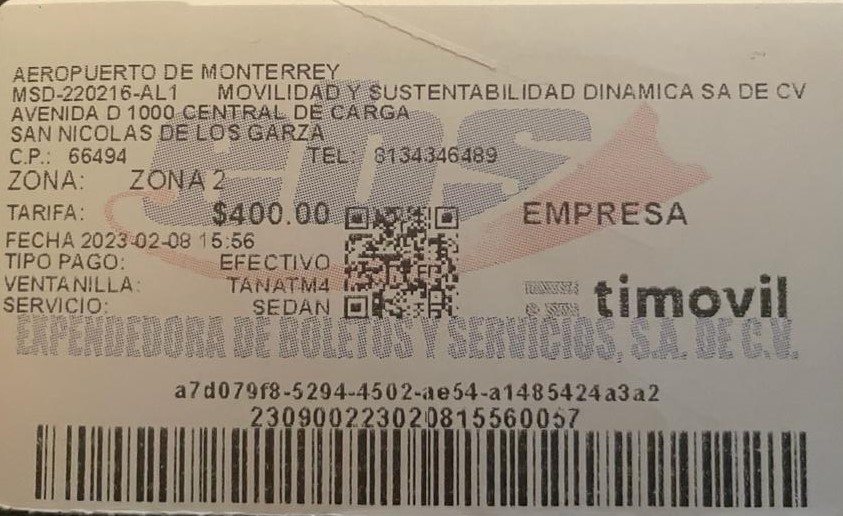 AEROPUERTO DE MONTERREY
MSD-220216-AL1 MOVILIDAD Y SUSTENTABILIDAD DINAMICA SA DE CV
AVENIDA D 1000 CENTRAL DE CARGA
SAN NICOLAS DE LOS GARZA
C.P.: 66494 TEL: 8134346489
ZONA: ZONA 2
TARIFA: $400.00 EMPRESA
FECHA 2023-02-08 15:56
TIPO PAGO: EFECTIVO
VENTANILLA: TANATM4
SERVICIO: SEDAN timovil
EXPENDEDORA DE BOLETOS Y SERVICIOS, S.A. DE C.V.
a7d079f8-5294-4502-ae54-a1485424a3a2
230900223020815560057